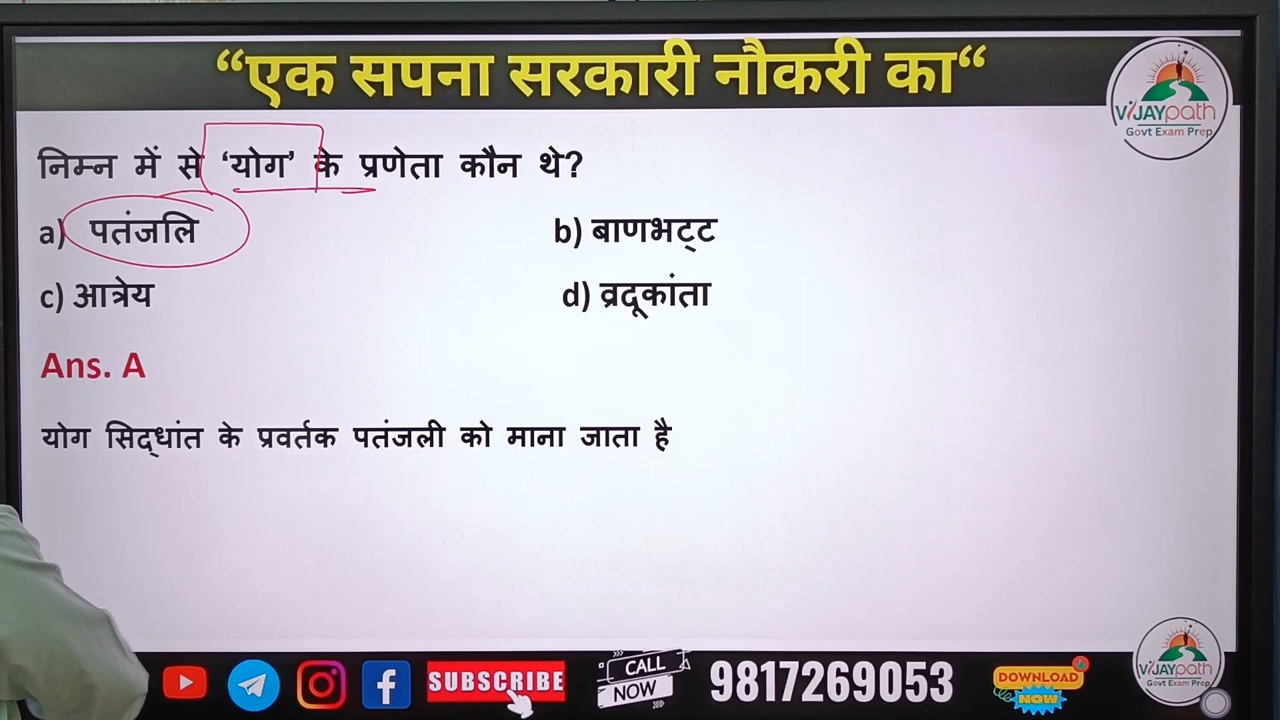 “एक सपना सरकारी नौकरी का“
VIJAYpath
Govt Exam Prep
निम्न में से ‘योग’ के प्रणेता कौन थे?
a) पतंजलि
b) बाणभट्ट
c) आत्रेय
d) व्रदूकांता
Ans. A
योग सिद्धांत के प्रवर्तक पतंजली को माना जाता है
SUBSCRIBE
CALL NOW
9817269053
DOWNLOAD NOW
VIJAYpath
Govt Exam Prep